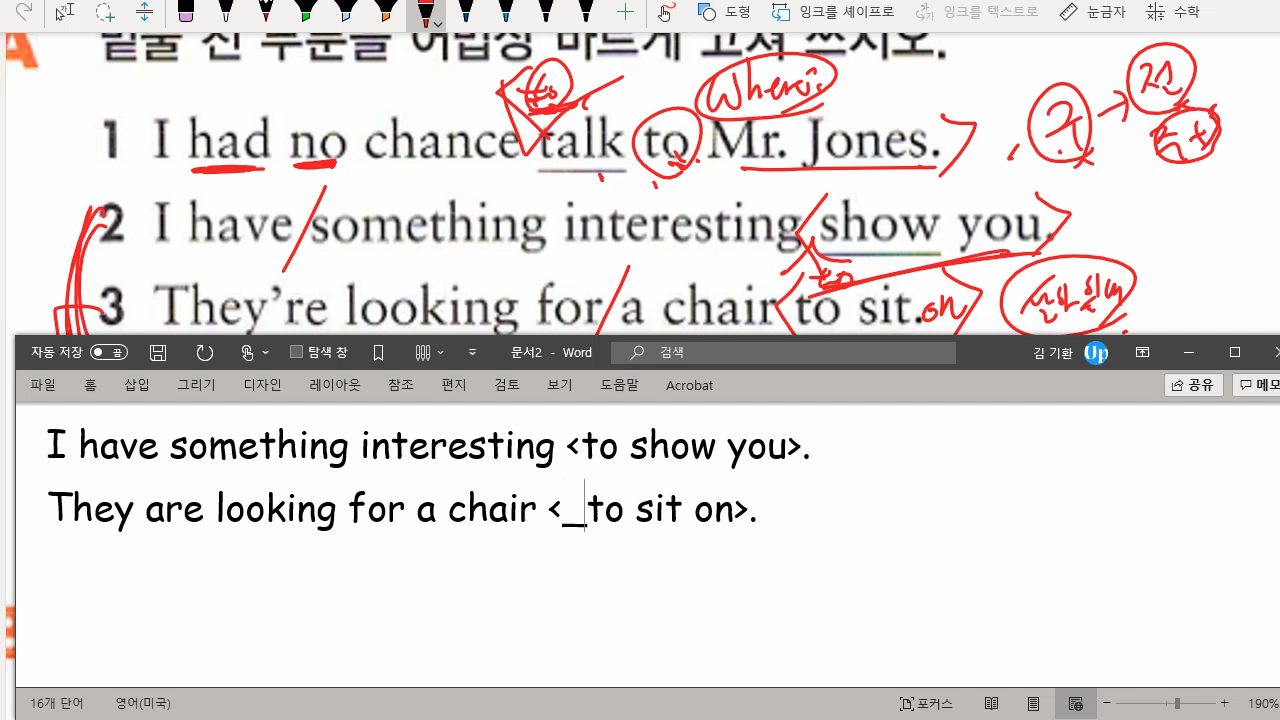 도형 잉크를 셰이프로 잉크를 텍스트로 눈금자 수학
A 밑줄 친 부분을 어법상 바르게 고쳐 쓰시오.
to Where is 전
1 I had no chance talk to Mr. Jones.
2 I have something interesting show you.
to
3 They're looking for a chair to sit. on
자동 저장 끔 탐색 창 문서2 - Word 검색 김 기환 Up
파일 홈 삽입 그리기 디자인 레이아웃 참조 편지 검토 보기 도움말 Acrobat 공유 메모
I have something interesting <to show you>.
They are looking for a chair <_to sit on>.
16개 단어 영어(미국) 포커스 190%